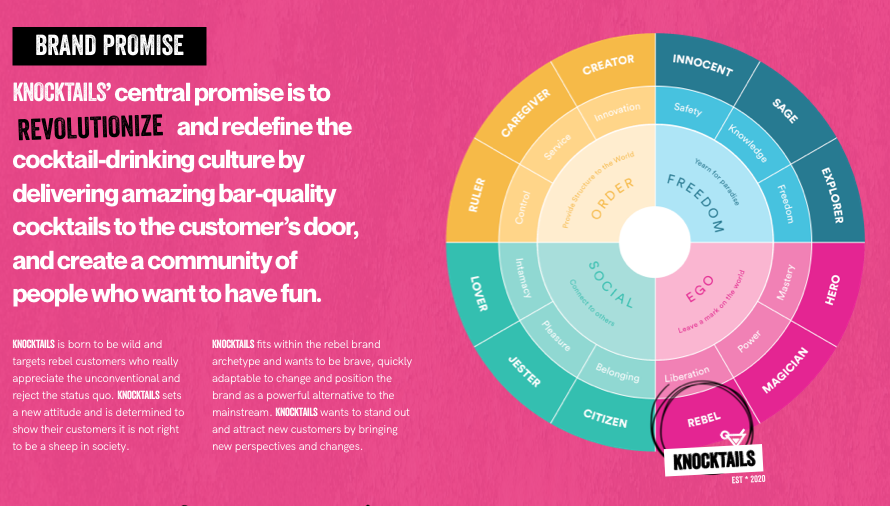 BRAND PROMISE
KNOCKTAILS' central promise is to
REVOLUTIONIZE and redefine the
cocktail-drinking culture by
delivering amazing bar-quality
cocktails to the customer's door,
and create a community of
people who want to have fun.
KNOCKTAILS is born to be wild and
targets rebel customers who really
appreciate the unconventional and
reject the status quo. KNOCKTAILS sets
a new attitude and is determined to
show their customers it is not right
to be a sheep in society.
KNOCKTAILS fits within the rebel brand
archetype and wants to be brave, quickly
adaptable to change and position the
brand as a powerful alternative to the
mainstream. KNOCKTAILS wants to stand out
and attract new customers by bringing
new perspectives and changes.
INNOCENT
SAGE
EXPLORER
HERO
MAGICIAN
REBEL
CITIZEN
JESTER
LOVER
RULER
CAREGIVER
CREATOR
Safety
Knowledge
Freedom
Mastery
Power
Liberation
Belonging
Pleasure
Intamacy
Control
Service
Innovation
Yearn for paradise
FREEDOM
EGO
Leave a mark on the world
SOCIAL
Connect to others
Provide Structure to the World
ORDER
KNOCKTAILS
EST * 2020